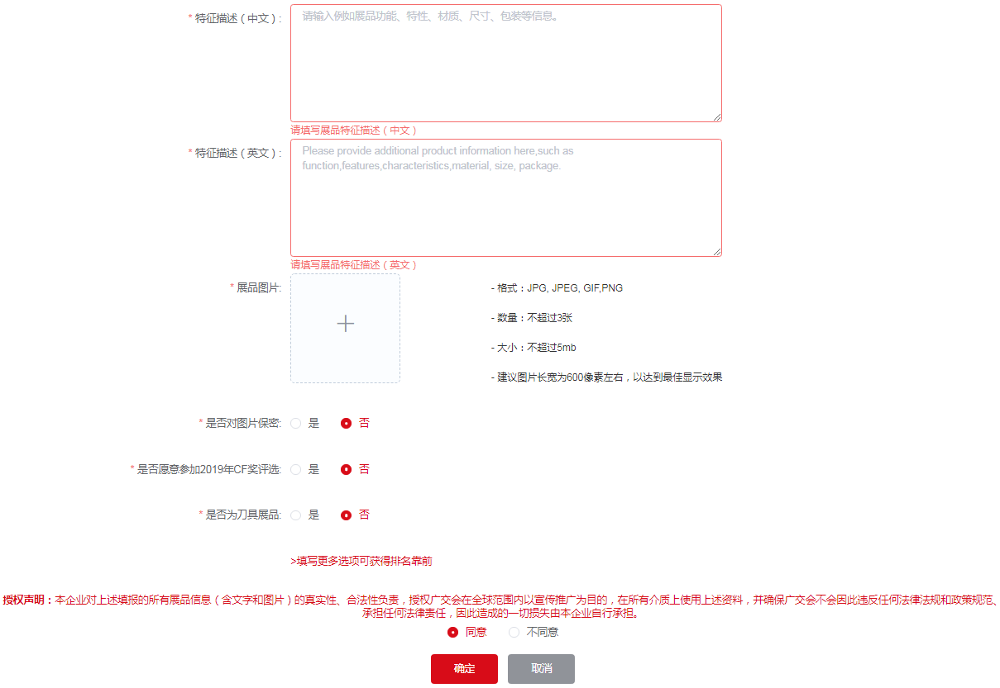 * 特征描述（中文）:
请输入例如展品功能、特性、材质、尺寸、包装等信息。
请填写展品特征描述（中文）
* 特征描述（英文）:
Please provide additional product information here,such as
function,features,characteristics,material, size, package.
请填写展品特征描述（英文）
* 展品图片:
- 格式：JPG, JPEG, GIF,PNG
- 数量：不超过3张
- 大小：不超过5mb
- 建议图片长宽为600像素左右，以达到最佳显示效果
* 是否对图片保密: 是 否
* 是否愿意参加2019年CF奖评选: 是 否
* 是否为刀具展品: 是 否
>填写更多选项可获得排名靠前
授权声明：本企业对上述填报的所有展品信息（含文字和图片）的真实性、合法性负责，授权广交会在全球范围内以宣传推广为目的，在所有介质上使用上述资料，并确保广交会不会因此违反任何法律法规和政策规范、
承担任何法律责任，因此造成的一切损失由本企业自行承担。
同意 不同意
确定 取消